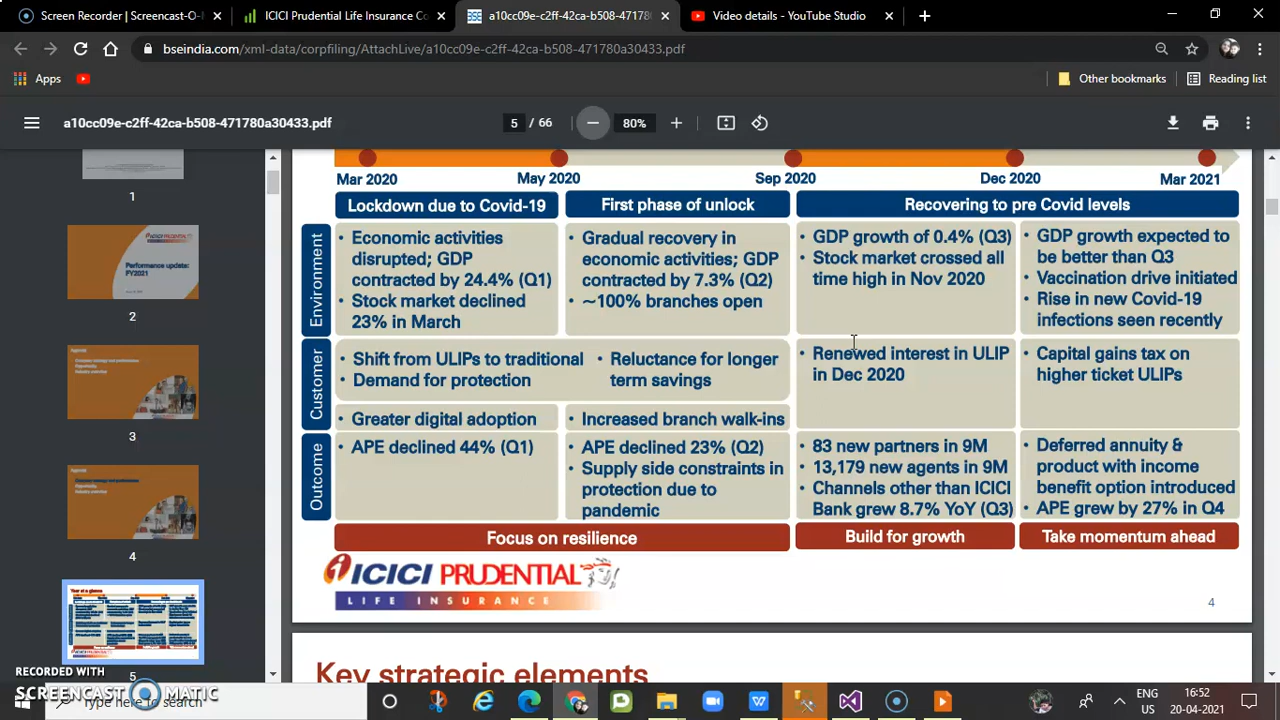 Screen Recorder | Screencast-O-M
ICICI Prudential Life Insurance Co
a10cc09e-c2ff-42ca-b508-471780
Video details - YouTube Studio
bseindia.com/xml-data/corpfiling/AttachLive/a10cc09e-c2ff-42ca-b508-471780a30433.pdf
Apps
Other bookmarks
Reading list
a10cc09e-c2ff-42ca-b508-471780a30433.pdf
5 / 66
80%
1
Performance update:
FY2021
2
3
4
Year at a glance
5
Mar 2020 May 2020 Sep 2020 Dec 2020 Mar 2021
Lockdown due to Covid-19
First phase of unlock
Recovering to pre Covid levels
Environment
• Economic activities
disrupted; GDP
contracted by 24.4% (Q1)
• Stock market declined
23% in March
• Gradual recovery in
economic activities; GDP
contracted by 7.3% (Q2)
• ~100% branches open
• GDP growth of 0.4% (Q3)
• Stock market crossed all
time high in Nov 2020
• GDP growth expected to
be better than Q3
• Vaccination drive initiated
• Rise in new Covid-19
infections seen recently
Customer
• Shift from ULIPs to traditional
• Demand for protection
• Reluctance for longer
term savings
• Greater digital adoption
• Increased branch walk-ins
• Renewed interest in ULIP
in Dec 2020
• Capital gains tax on
higher ticket ULIPs
Outcome
• APE declined 44% (Q1)
• APE declined 23% (Q2)
• Supply side constraints in
protection due to
pandemic
• 83 new partners in 9M
• 13,179 new agents in 9M
• Channels other than ICICI
Bank grew 8.7% YoY (Q3)
• Deferred annuity &
product with income
benefit option introduced
• APE grew by 27% in Q4
Focus on resilience
Build for growth
Take momentum ahead
ICICI PRUDENTIAL
LIFE INSURANCE
4
Key strategic elements
RECORDED WITH
SCREENCAST MATIC
Type here to search
ENG
US
16:52
20-04-2021